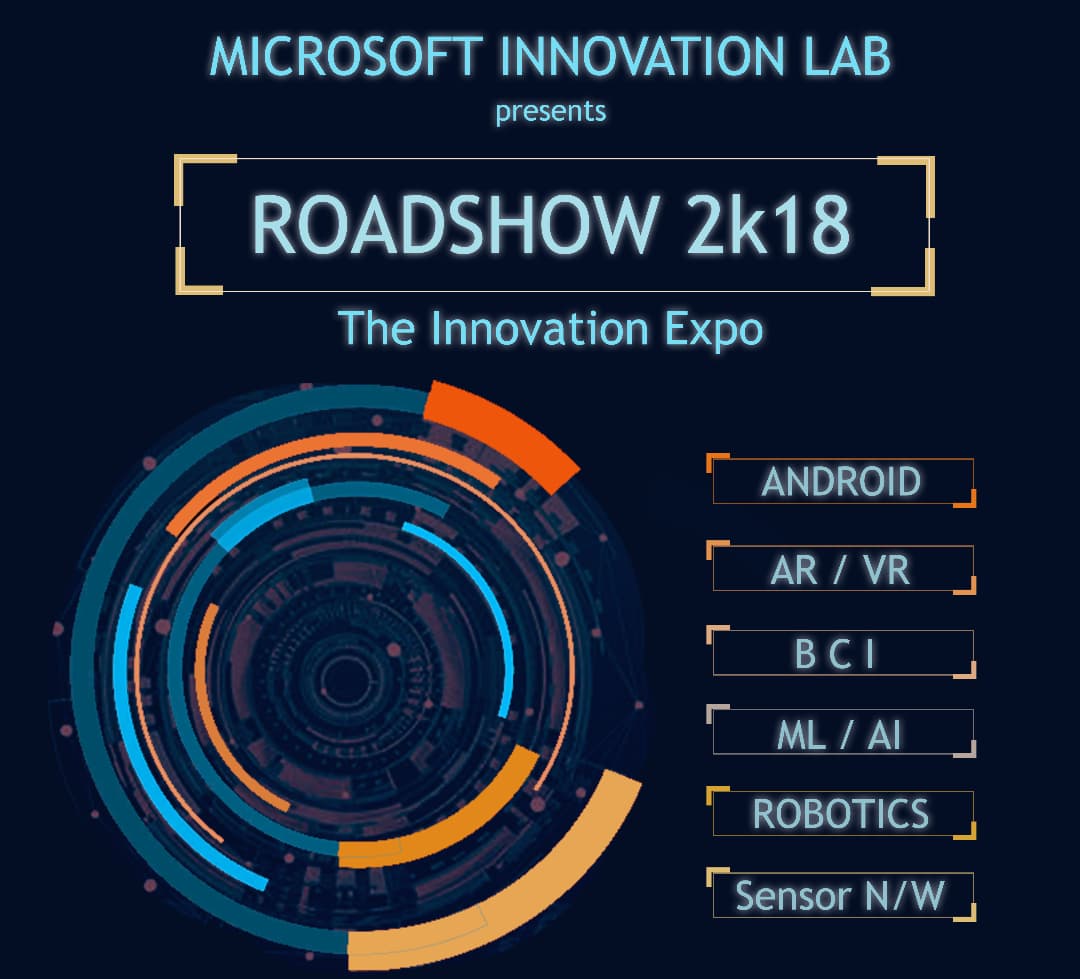 MICROSOFT INNOVATION LAB
presents
ROADSHOW 2k18
The Innovation Expo
ANDROID
AR / VR
B C I
ML / AI
ROBOTICS
Sensor N/W